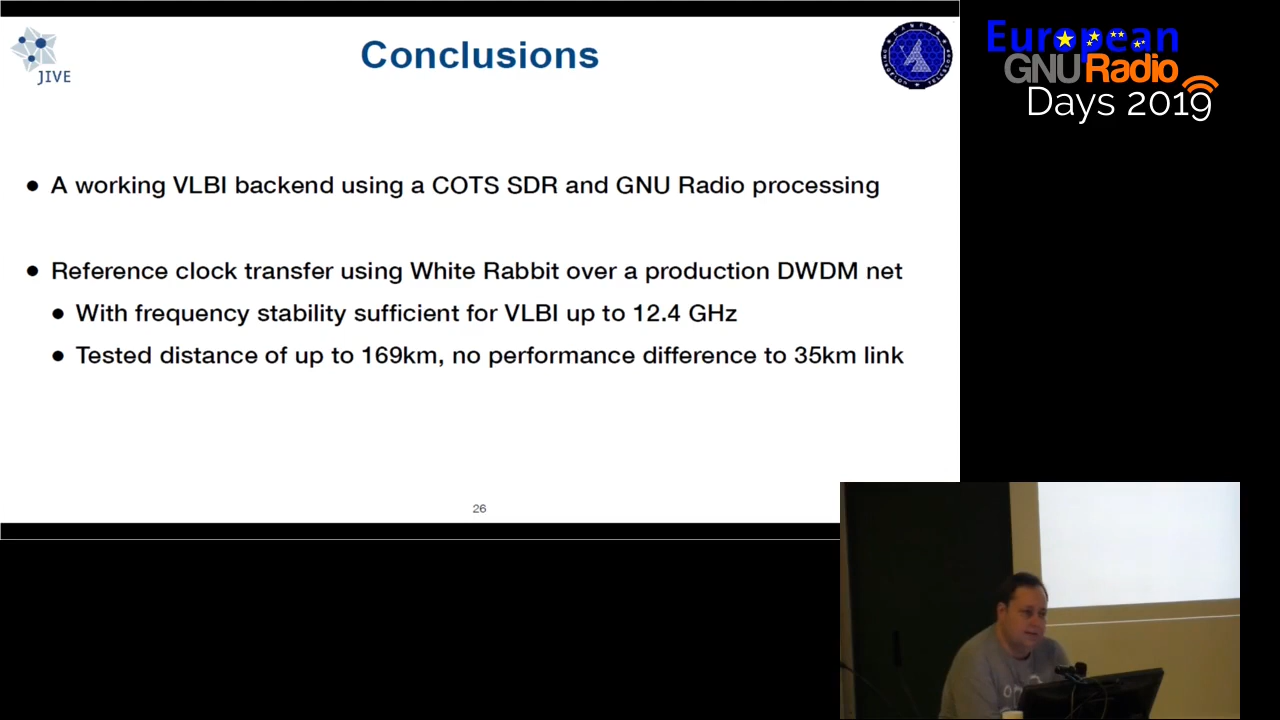 JIVE
Conclusions
European
GNURadio
Days 2019
● A working VLBI backend using a COTS SDR and GNU Radio processing
● Reference clock transfer using White Rabbit over a production DWDM net
● With frequency stability sufficient for VLBI up to 12.4 GHz
● Tested distance of up to 169km, no performance difference to 35km link
26